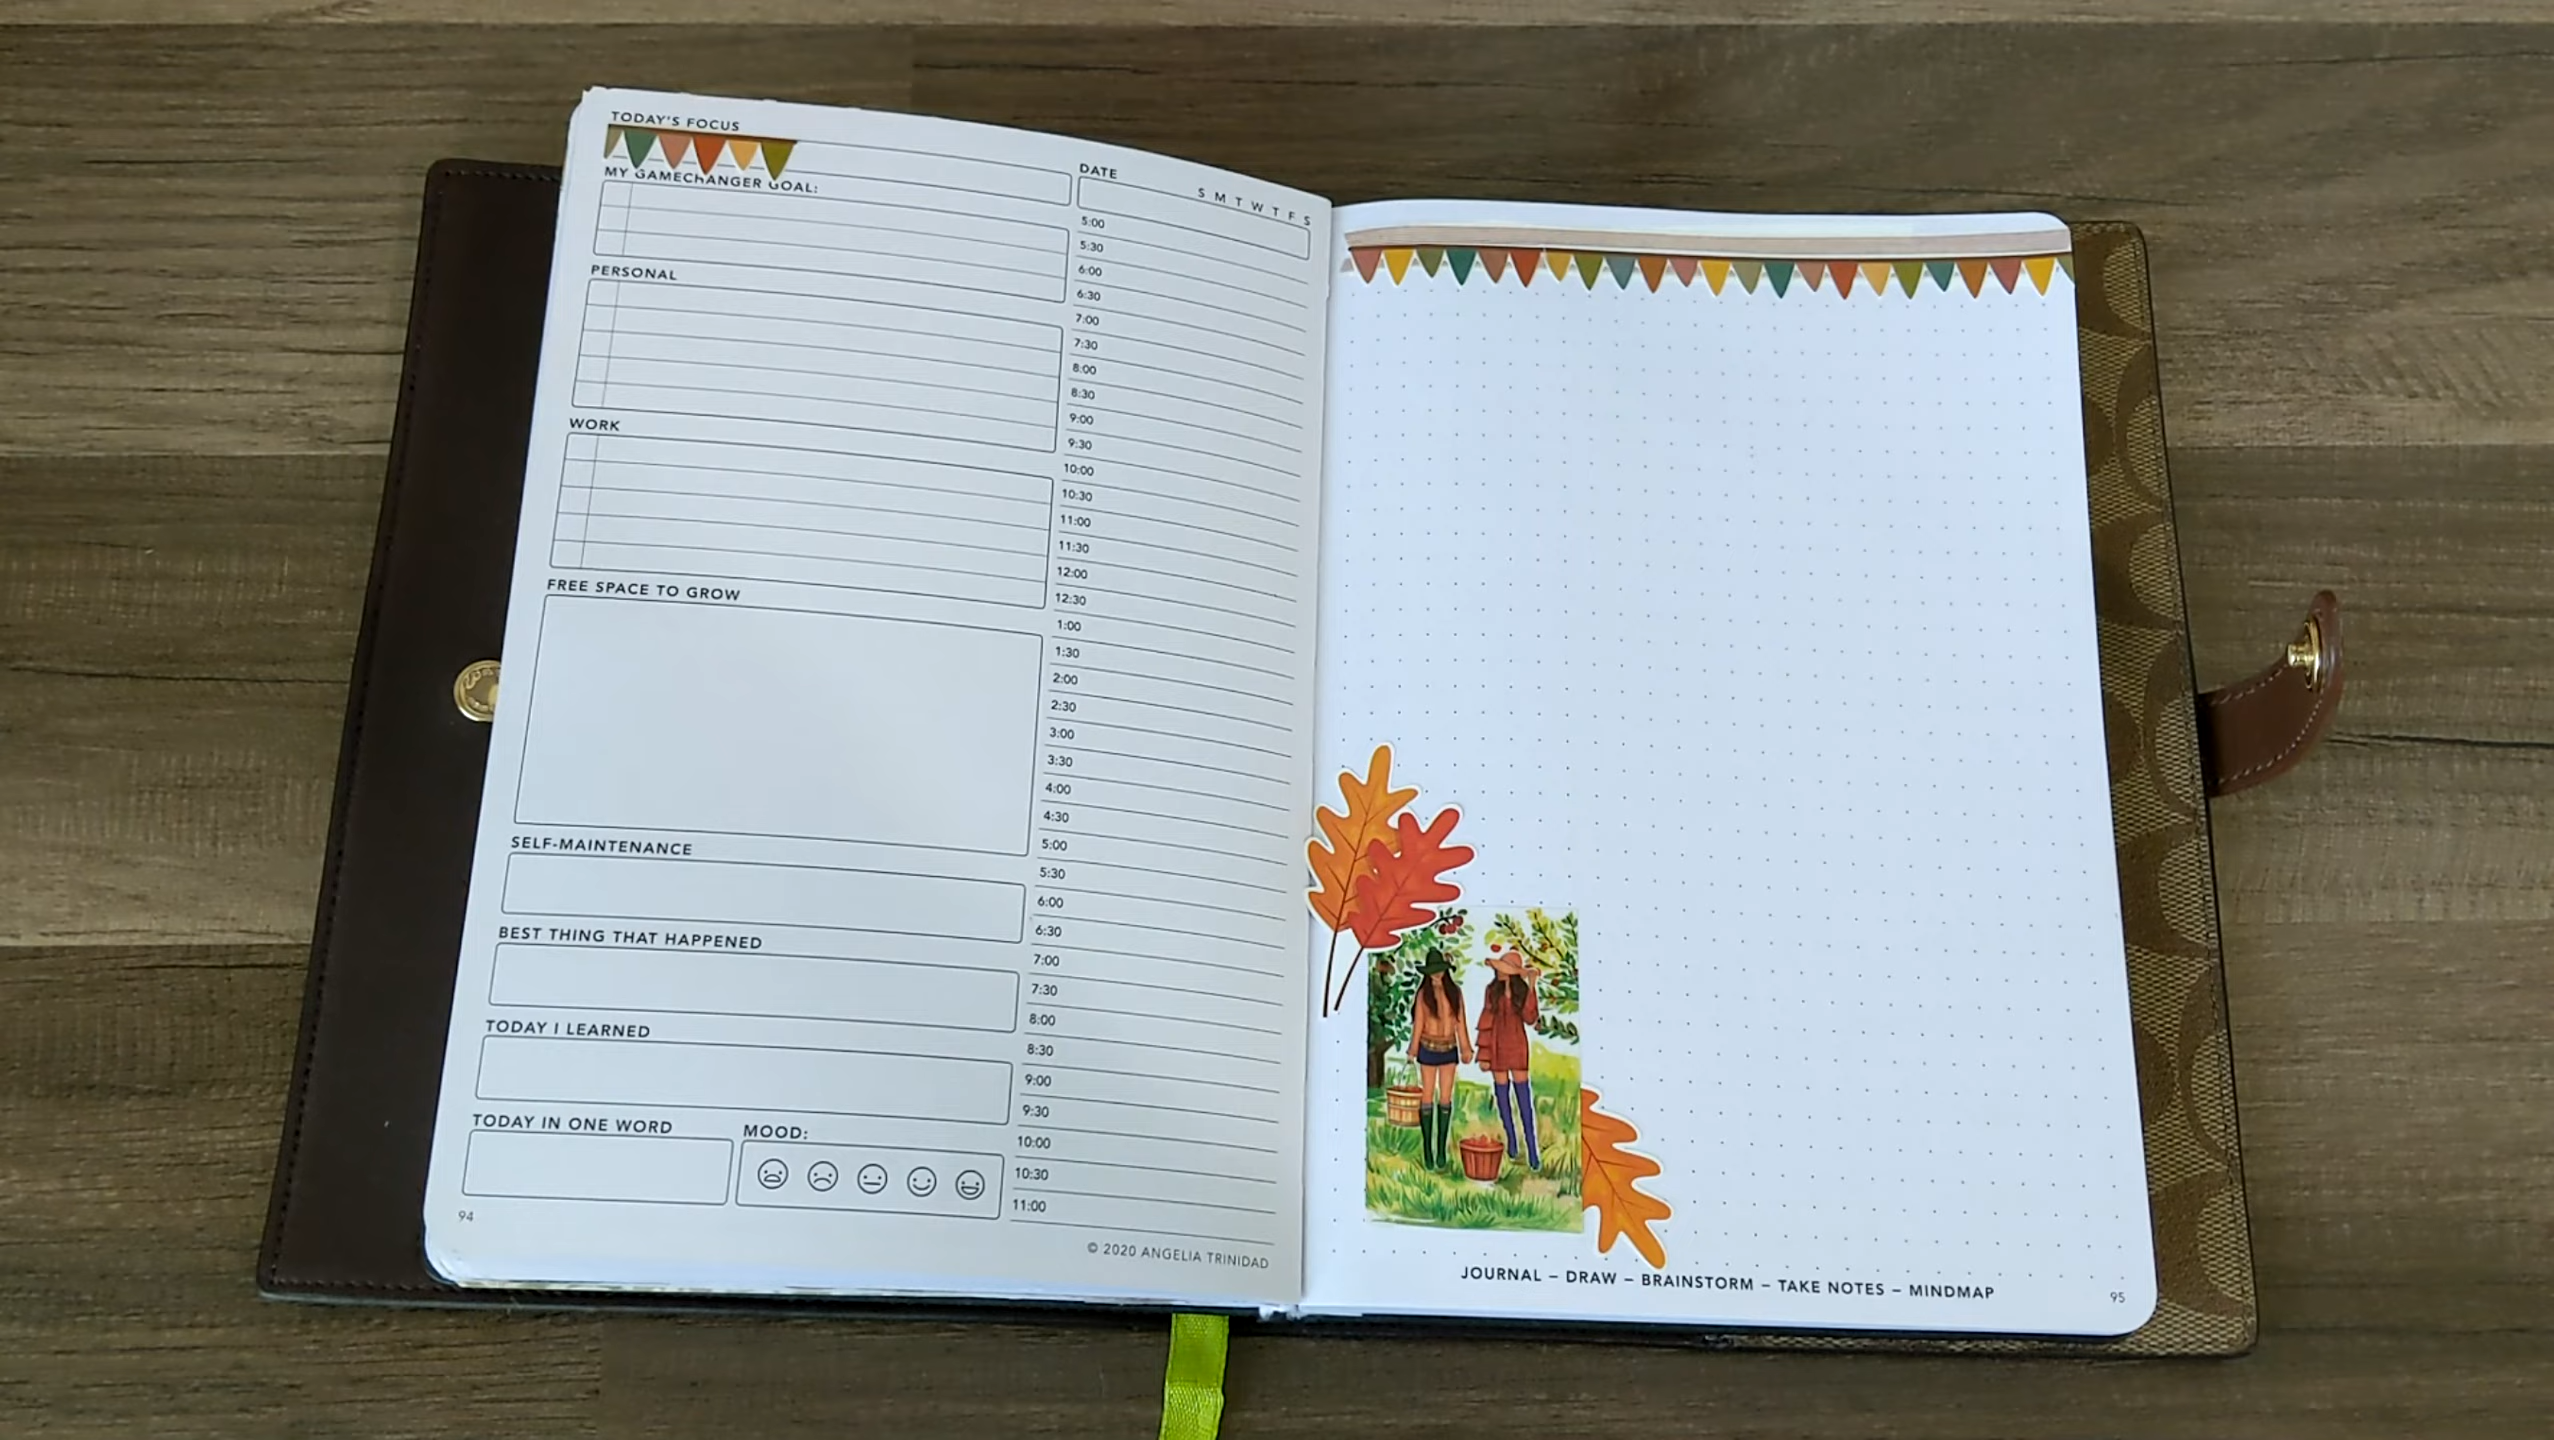 TODAY'S FOCUS
MY GAMECHANGER GOAL:
PERSONAL
WORK
FREE SPACE TO GROW
SELF-MAINTENANCE
BEST THING THAT HAPPENED
TODAY I LEARNED
TODAY IN ONE WORD
MOOD:
94
DATE
S M T W T F S
5:00
5:30
6:00
6:30
7:00
7:30
8:00
8:30
9:00
9:30
10:00
10:30
11:00
11:30
12:00
12:30
1:00
1:30
2:00
2:30
3:00
3:30
4:00
4:30
5:00
5:30
6:00
6:30
7:00
7:30
8:00
8:30
9:00
9:30
10:00
10:30
11:00
© 2020 ANGELIA TRINIDAD
JOURNAL – DRAW – BRAINSTORM – TAKE NOTES – MINDMAP
95